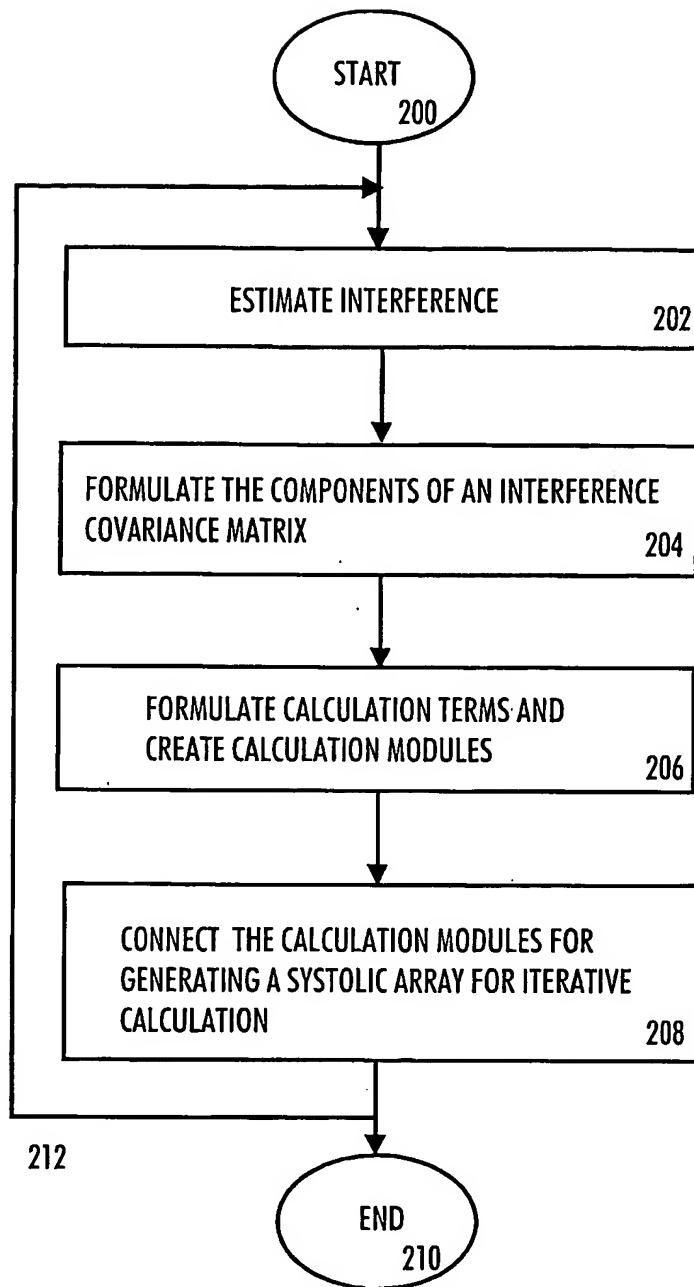 START
200
ESTIMATE INTERFERENCE
202
FORMULATE THE COMPONENTS OF AN INTERFERENCE
COVARIANCE MATRIX
204
FORMULATE CALCULATION TERMS AND
CREATE CALCULATION MODULES
206
CONNECT THE CALCULATION MODULES FOR
GENERATING A SYSTOLIC ARRAY FOR ITERATIVE
CALCULATION
208
212
END
210